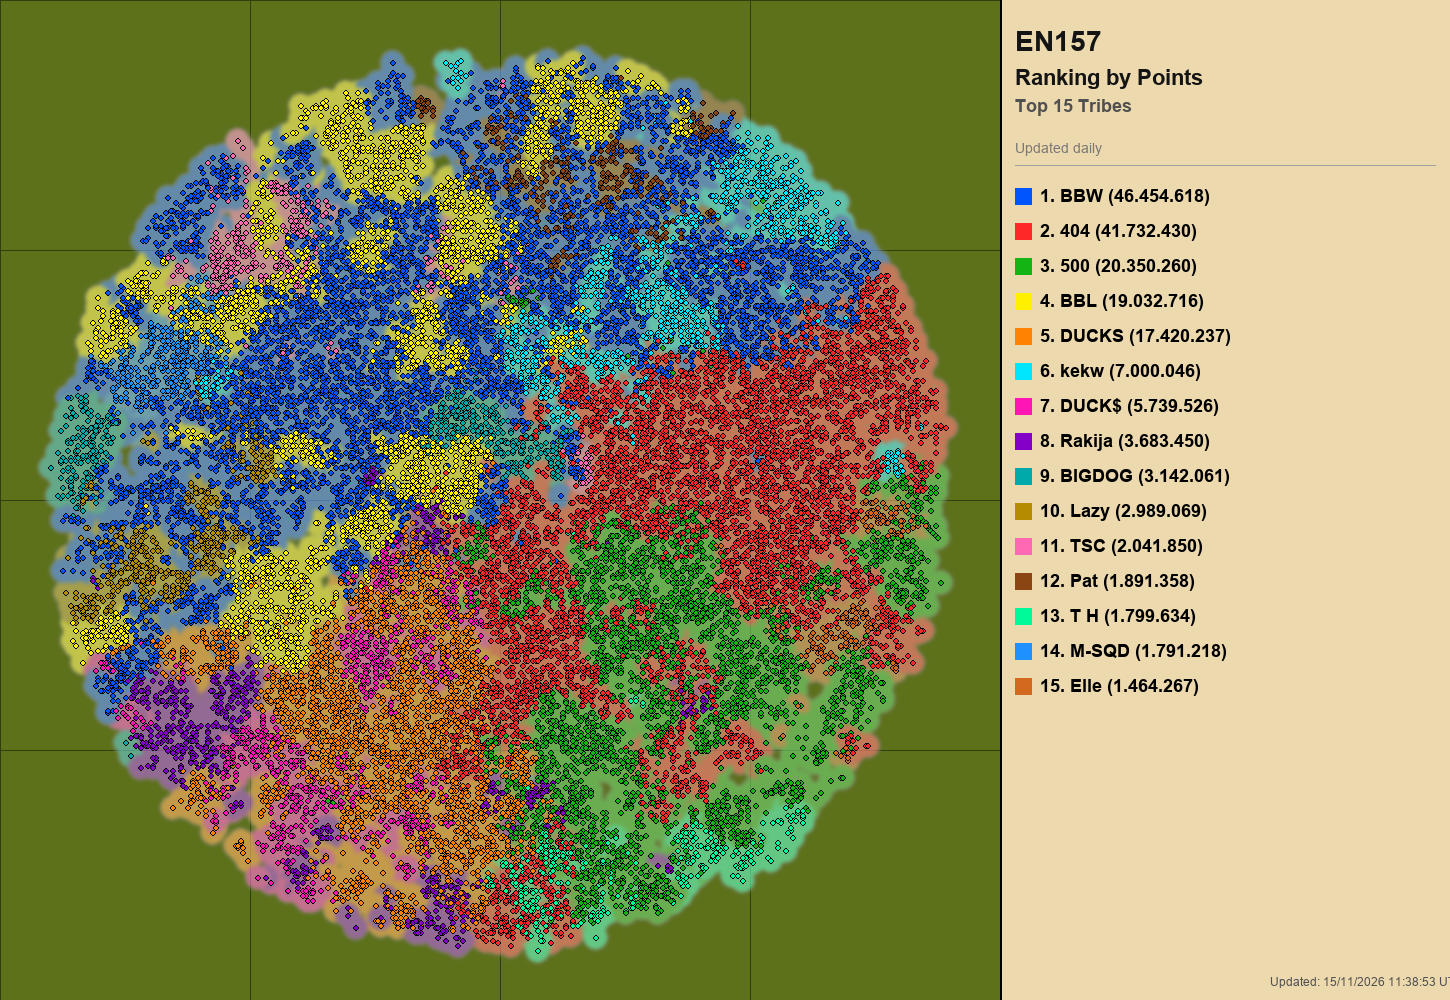 EN157
Ranking by Points
Top 15 Tribes
Updated daily
1. BBW (46.454.618)
2. 404 (41.732.430)
3. 500 (20.350.260)
4. BBL (19.032.716)
5. DUCKS (17.420.237)
6. kekw (7.000.046)
7. DUCK$ (5.739.526)
8. Rakija (3.683.450)
9. BIGDOG (3.142.061)
10. Lazy (2.989.069)
11. TSC (2.041.850)
12. Pat (1.891.358)
13. T H (1.799.634)
14. M-SQD (1.791.218)
15. Elle (1.464.267)
Updated: 15/11/2026 11:38:53 U